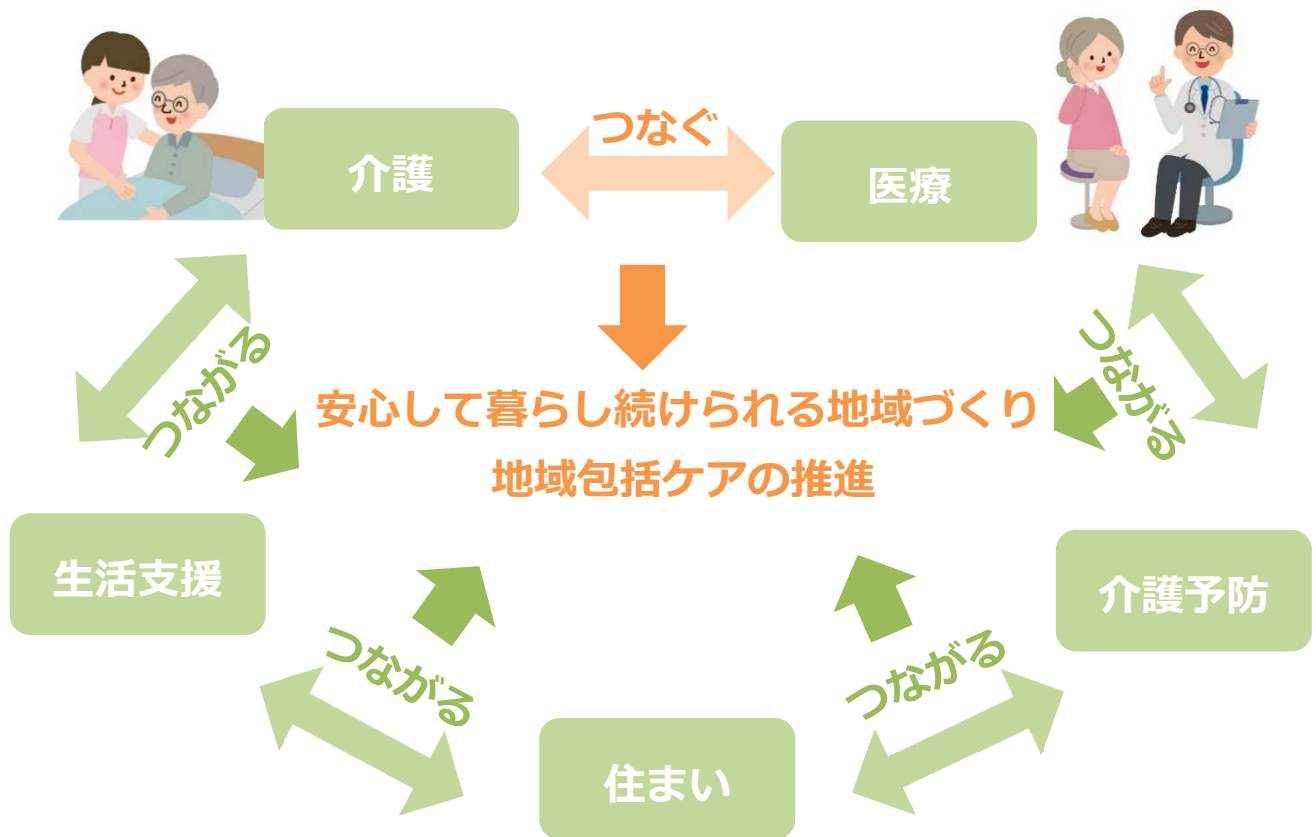 つなぐ
介護
医療
つながる
つながる
安心して暮らし続けられる地域づくり
地域包括ケアの推進
生活支援
介護予防
つながる
つながる
住まい